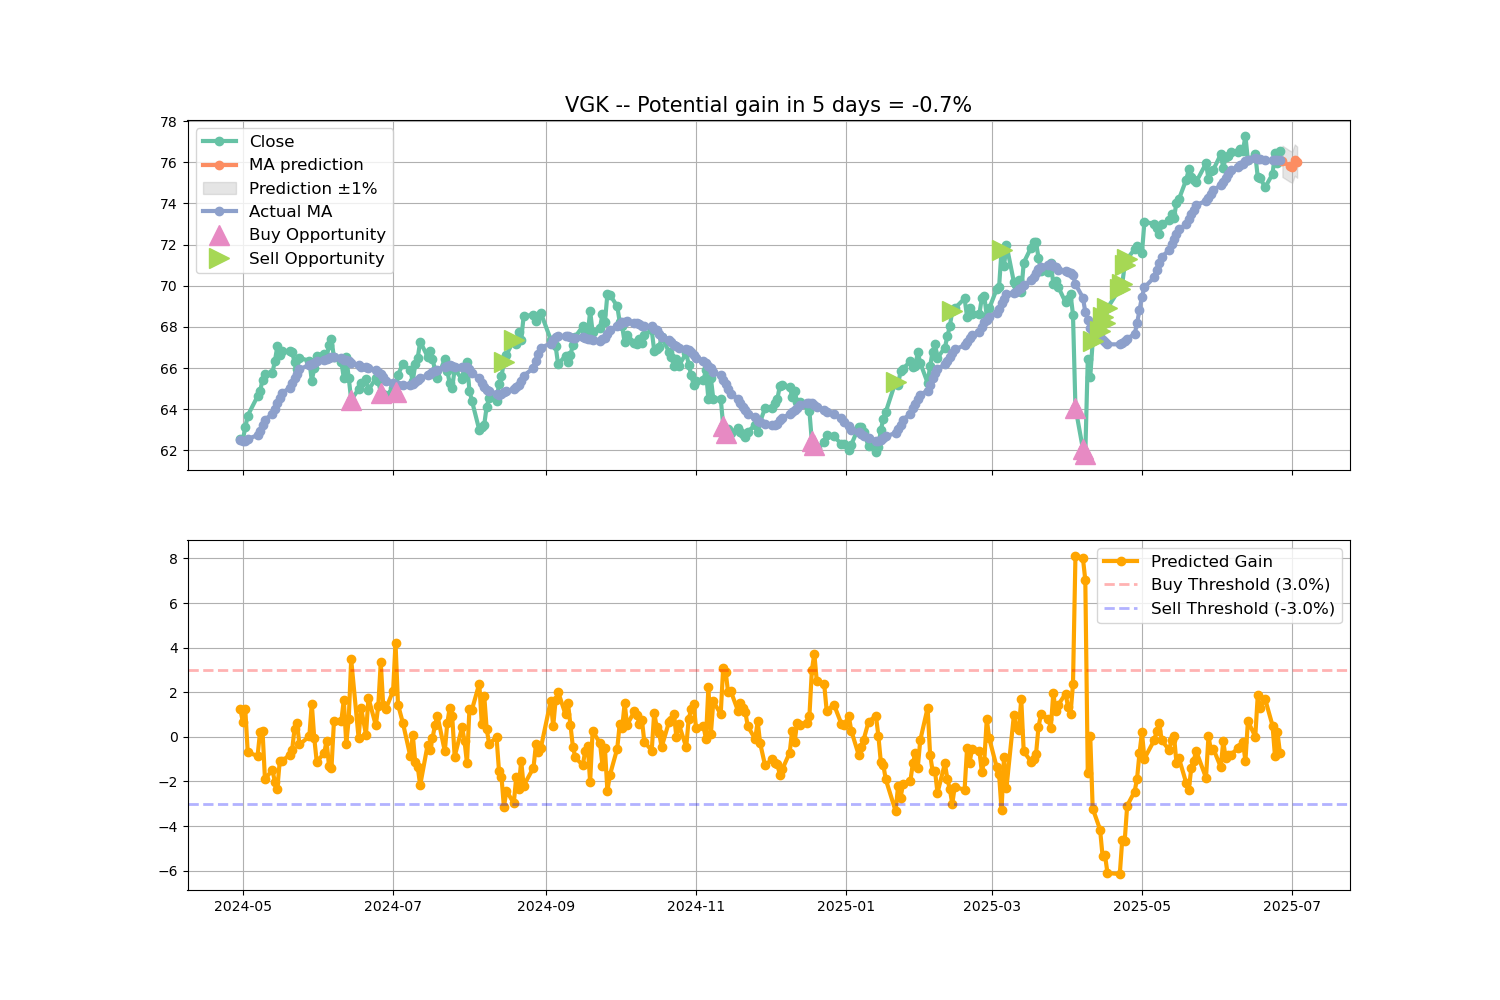 VGK -- Potential gain in 5 days = -0.7%
78
76
74
72
70
68
66
64
62
Close
MA prediction
Prediction ±1%
Actual MA
Buy Opportunity
Sell Opportunity
8
6
4
2
0
−2
−4
−6
Predicted Gain
Buy Threshold (3.0%)
Sell Threshold (-3.0%)
2024-05
2024-07
2024-09
2024-11
2025-01
2025-03
2025-05
2025-07